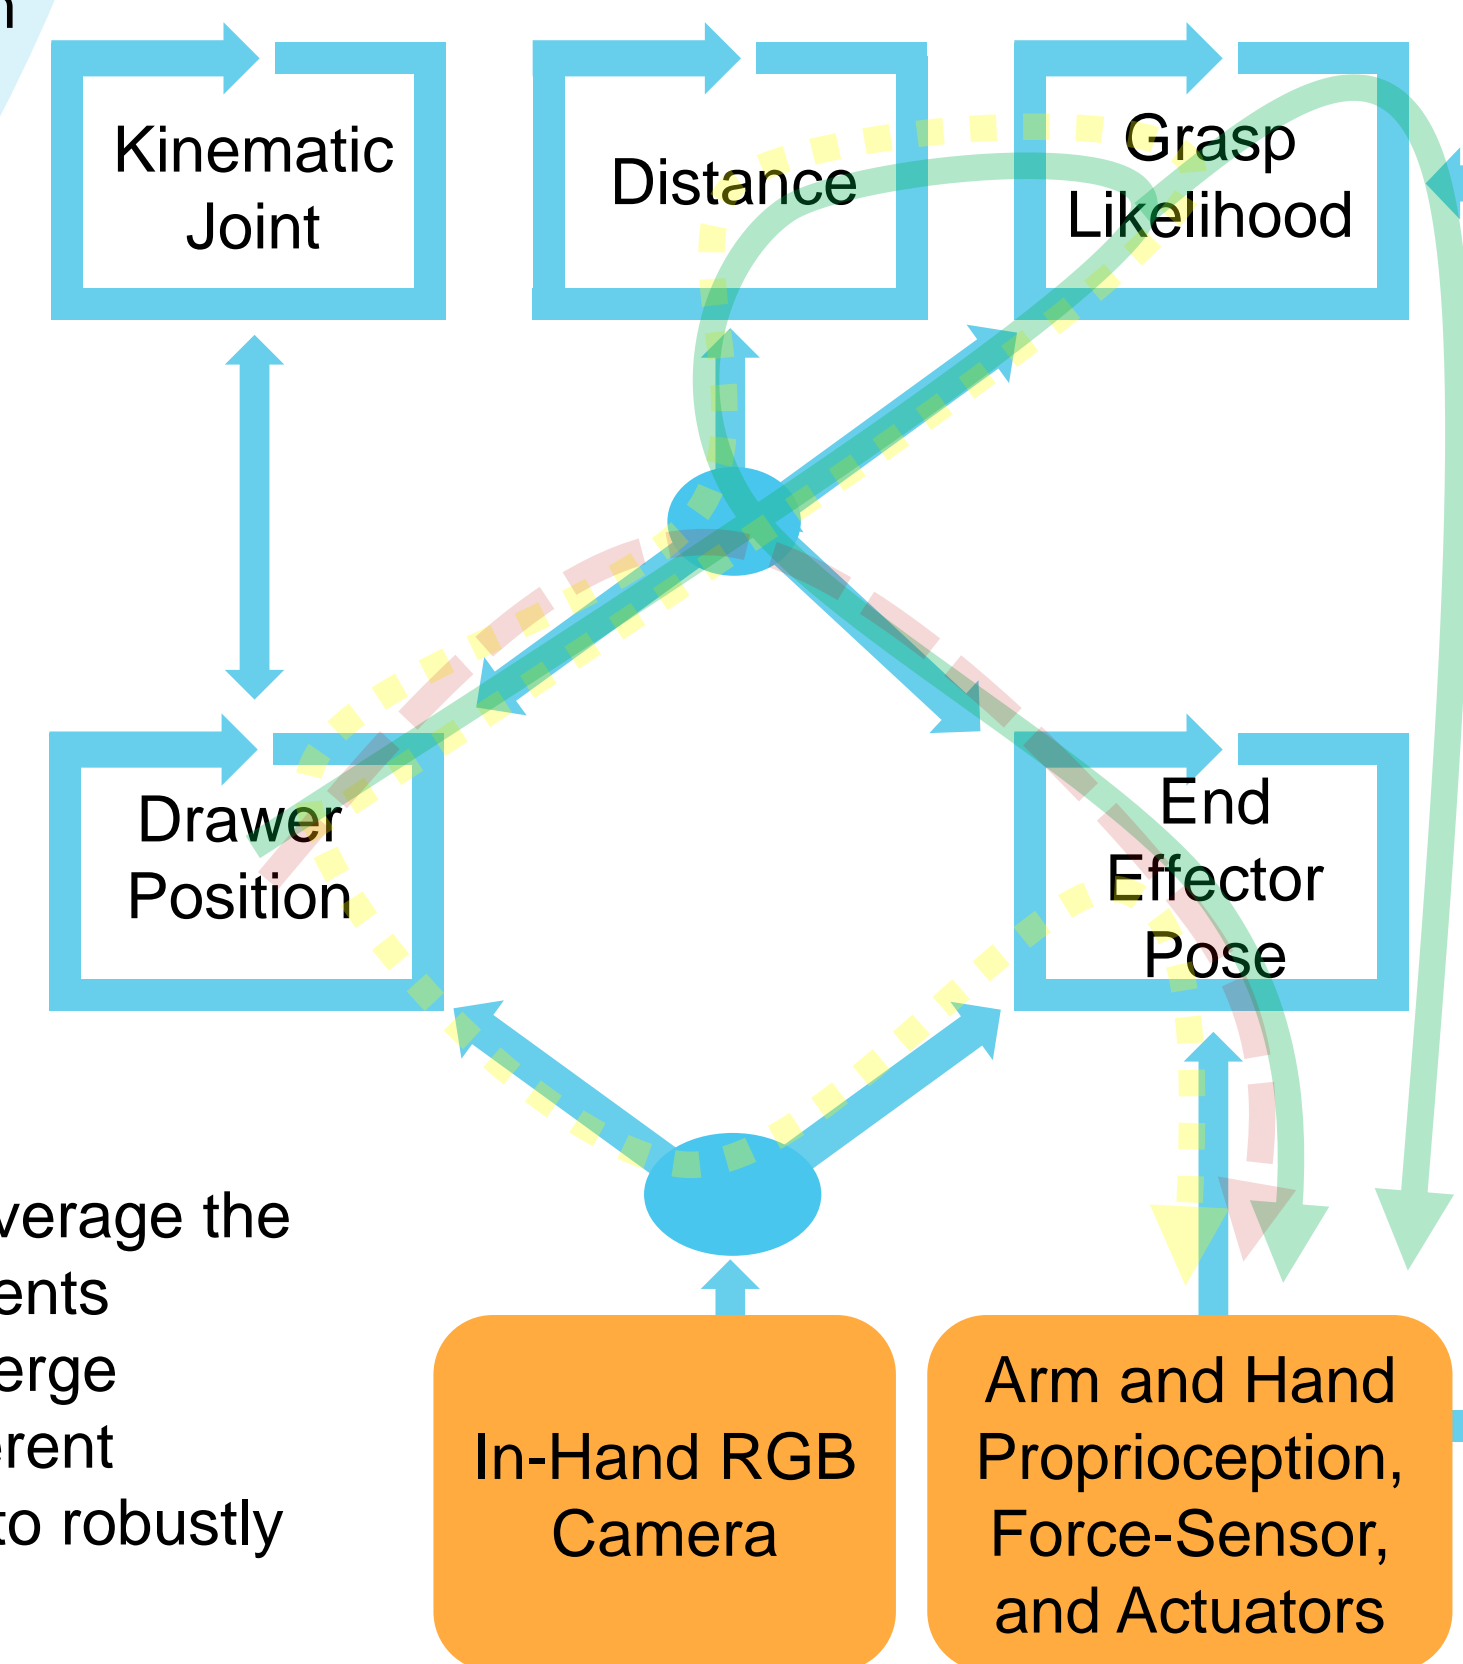 Kinematic
Joint
Distance
Grasp
Likelihood
Drawer
Position
End
Effector
Pose
verage the
ents
erge
erent
to robustly
In-Hand RGB
Camera
Arm and Hand
Proprioception,
Force-Sensor,
and Actuators